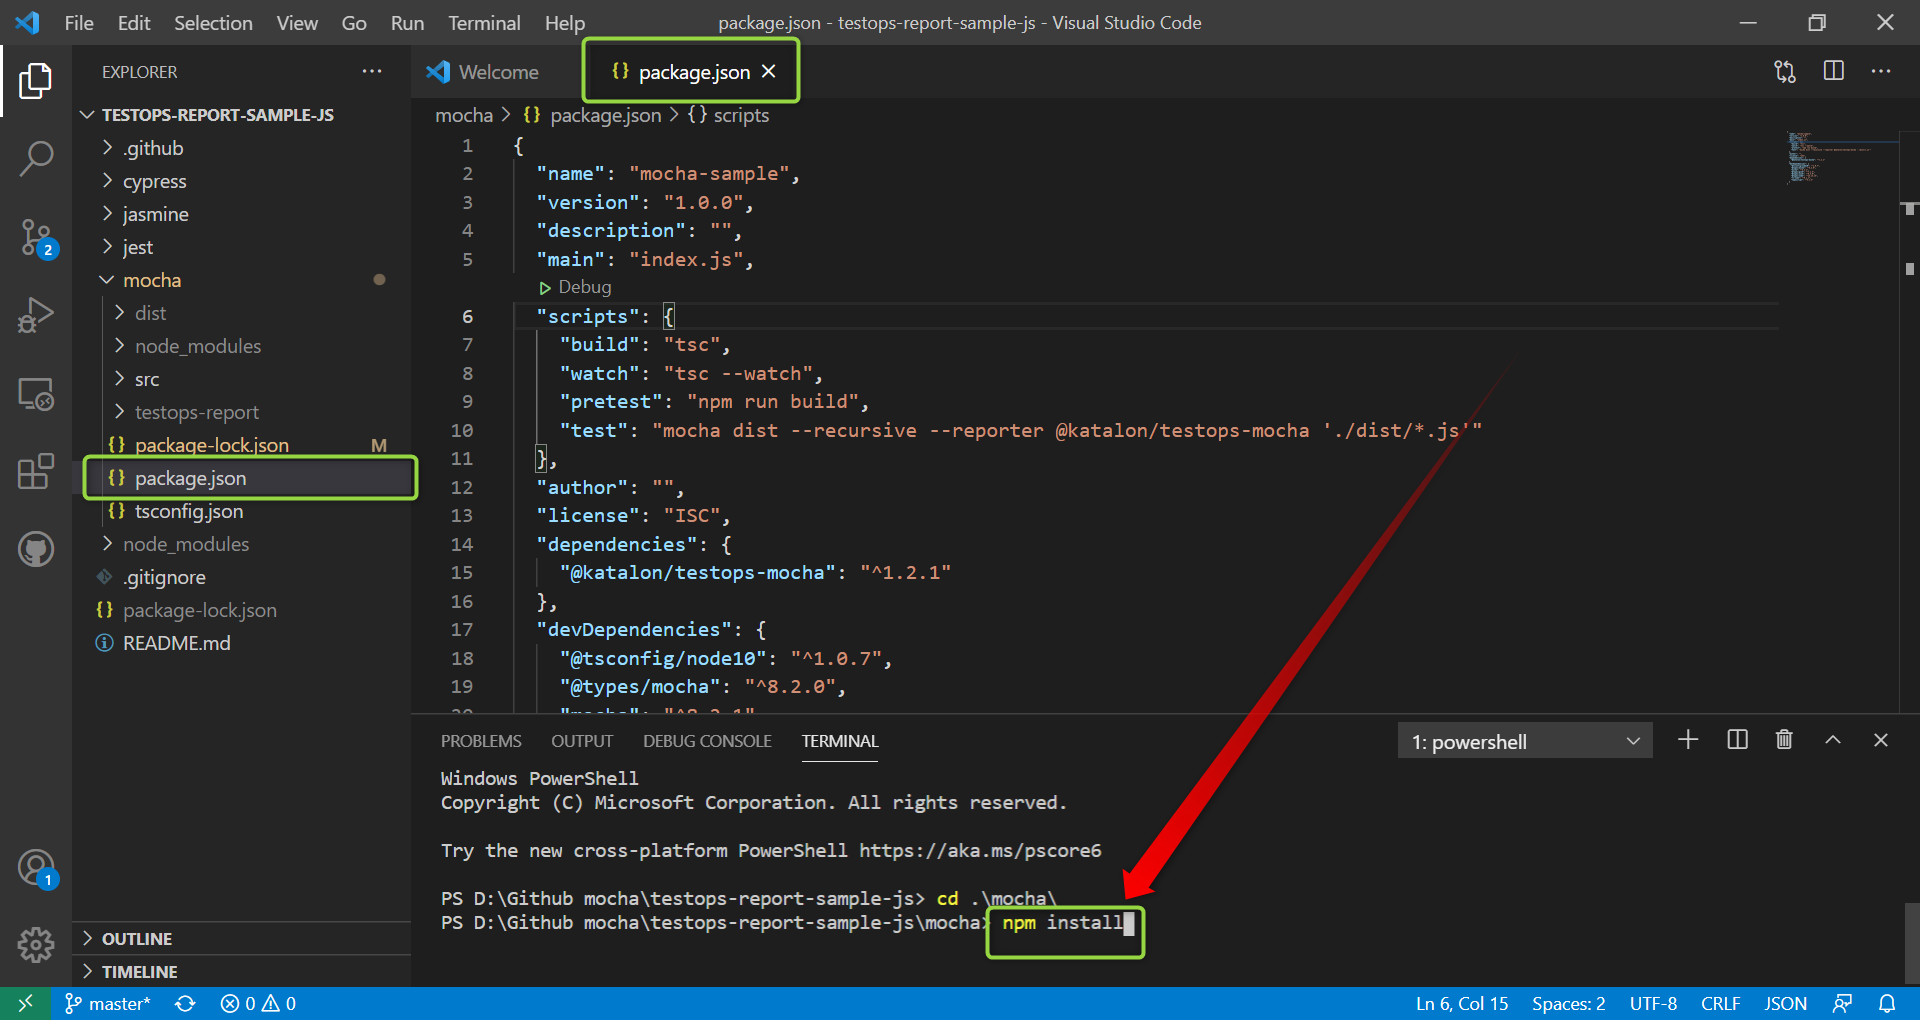 File Edit Selection View Go Run Terminal Help
package.json - testops-report-sample-js - Visual Studio Code
EXPLORER
TESTOPS-REPORT-SAMPLE-JS
.github
cypress
jasmine
jest
mocha
dist
node_modules
src
testops-report
{} package-lock.json M
{} package.json
{} tsconfig.json
node_modules
.gitignore
{} package-lock.json
README.md
OUTLINE
TIMELINE
2
1
Welcome
{} package.json
mocha > {} package.json > {} scripts
1 {
2 "name": "mocha-sample",
3 "version": "1.0.0",
4 "description": "",
5 "main": "index.js",
Debug
6 "scripts": {
7 "build": "tsc",
8 "watch": "tsc --watch",
9 "pretest": "npm run build",
10 "test": "mocha dist --recursive --reporter @katalon/testops-mocha './dist/*.js'"
11 },
12 "author": "",
13 "license": "ISC",
14 "dependencies": {
15 "@katalon/testops-mocha": "^1.2.1"
16 },
17 "devDependencies": {
18 "@tsconfig/node10": "^1.0.7",
19 "@types/mocha": "^8.2.0",
20 "mocha": "^8.2.1"
PROBLEMS OUTPUT DEBUG CONSOLE TERMINAL
1: powershell
Windows PowerShell
Copyright (C) Microsoft Corporation. All rights reserved.
Try the new cross-platform PowerShell https://aka.ms/pscore6
PS D:\Github mocha\testops-report-sample-js> cd .\mocha\
PS D:\Github mocha\testops-report-sample-js\mocha> npm install
master* 0 0
Ln 6, Col 15 Spaces: 2 UTF-8 CRLF JSON